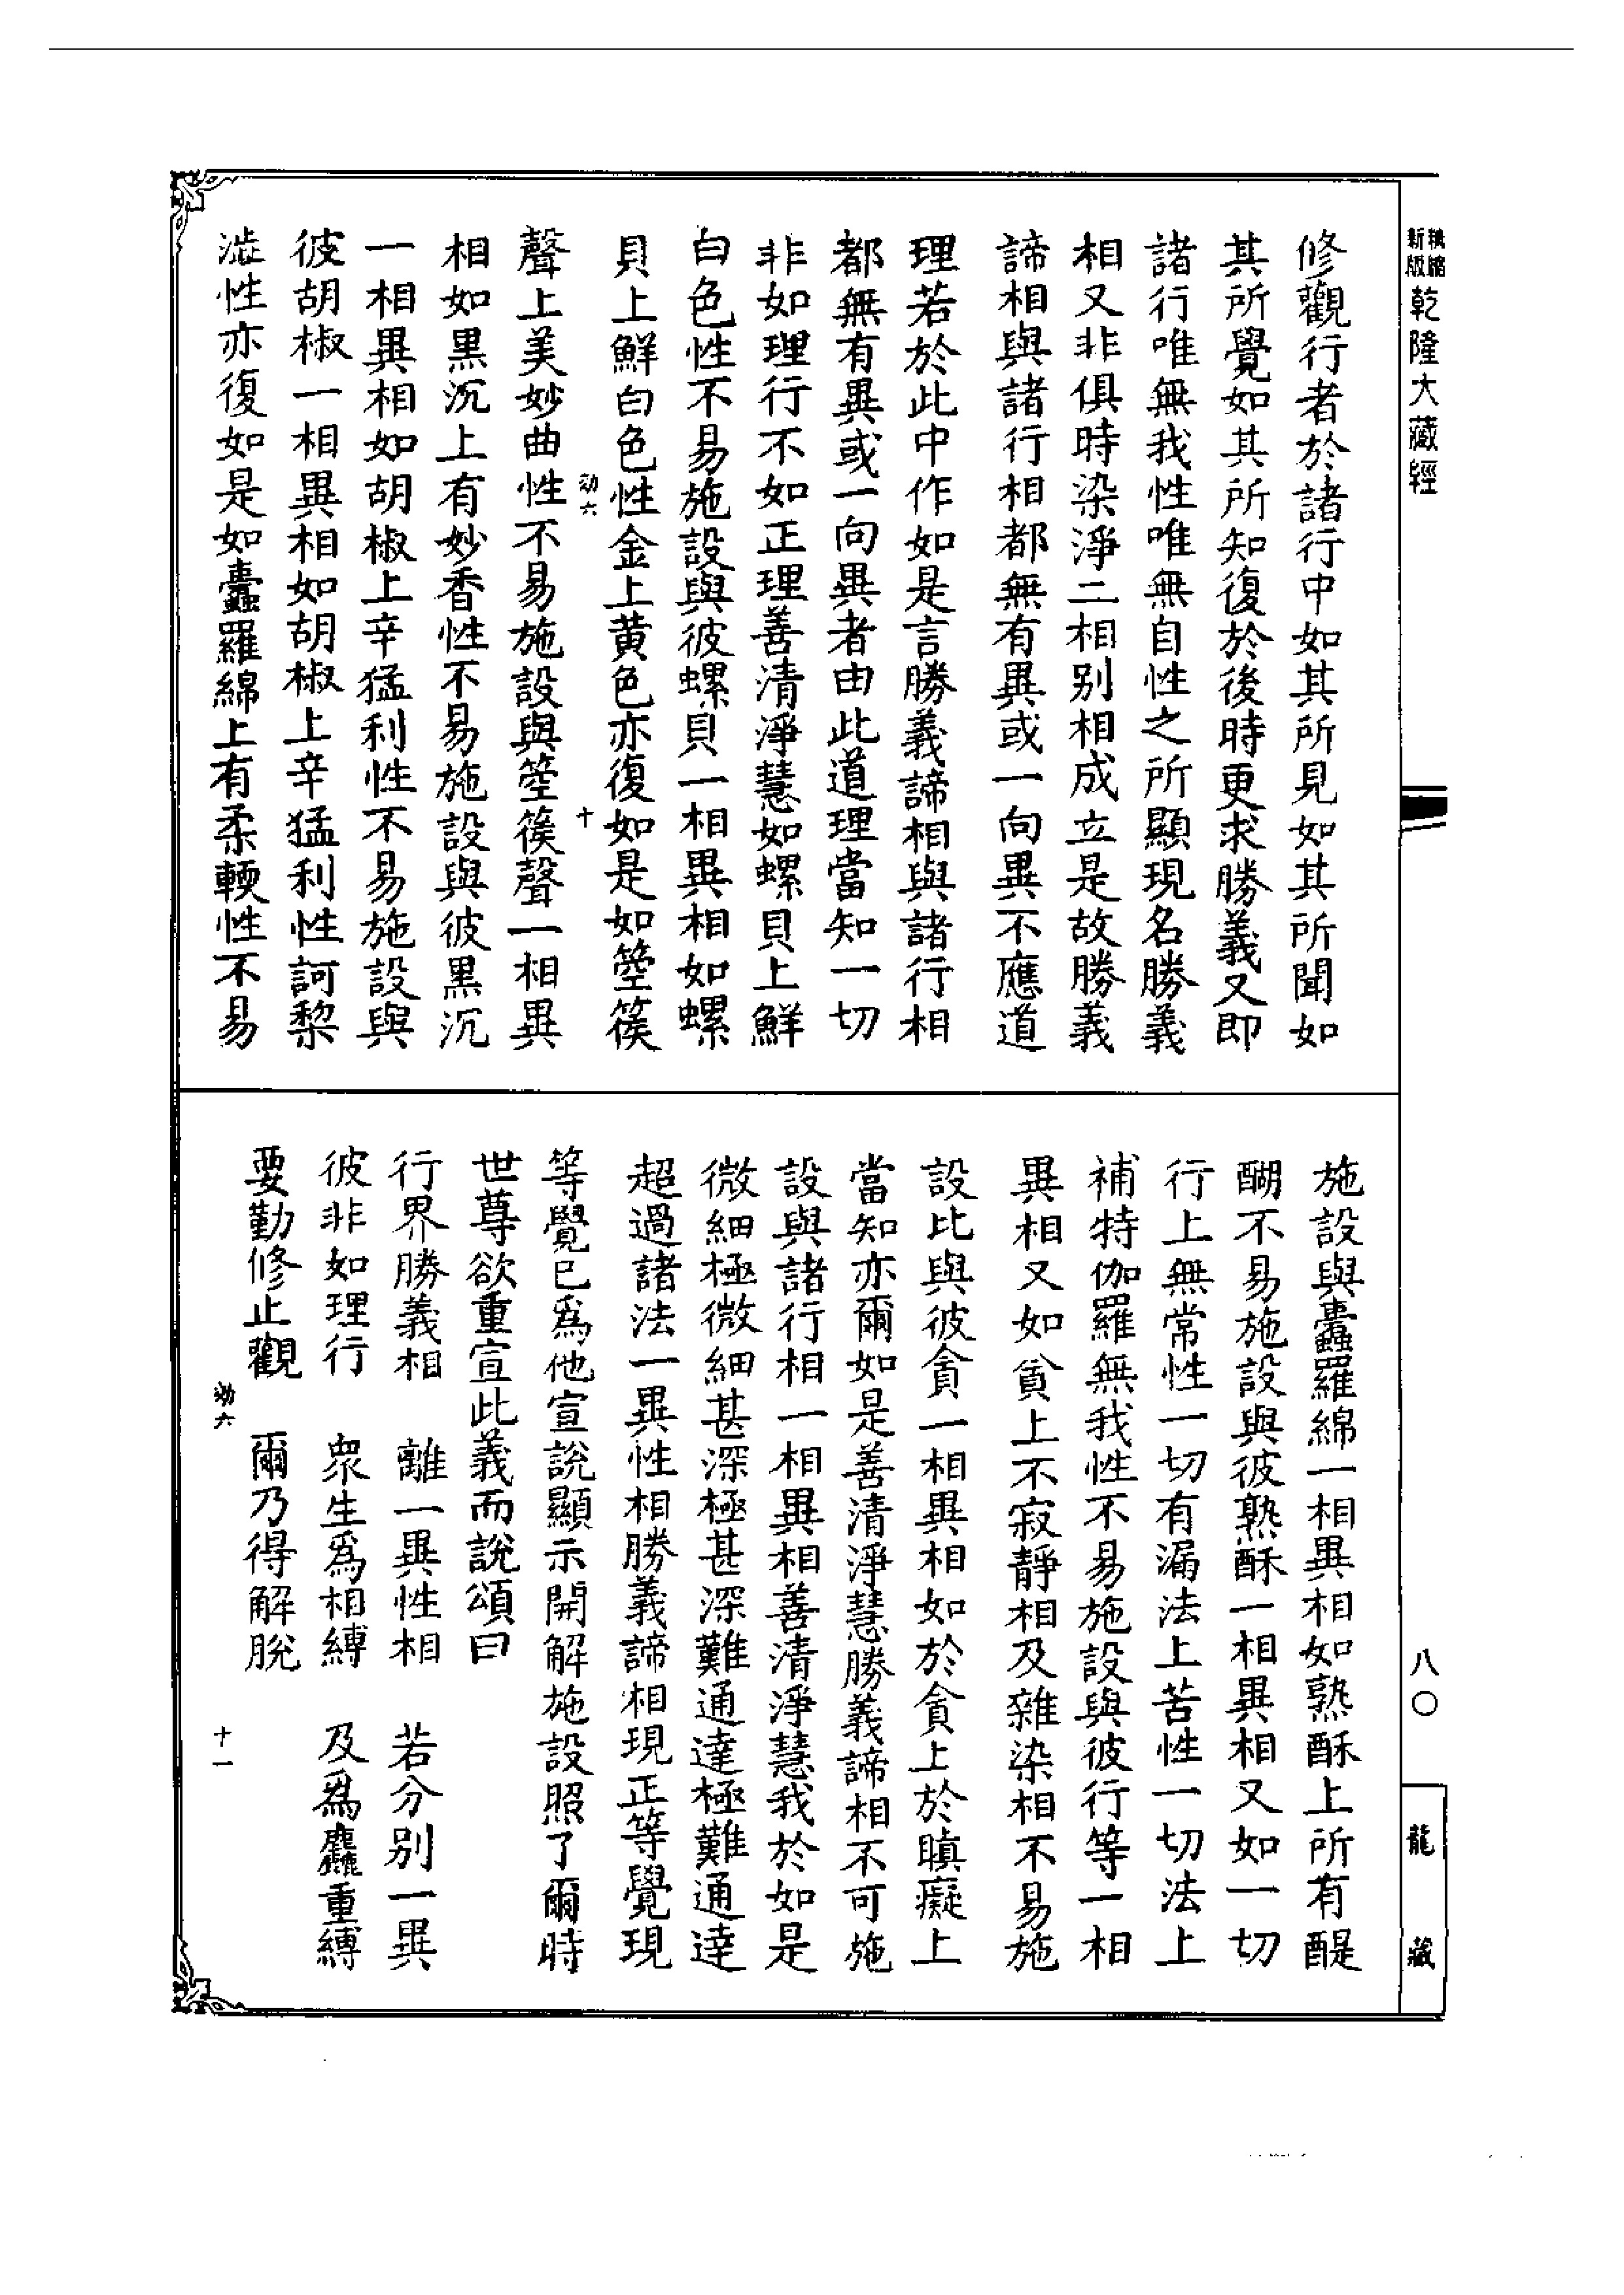 新版
乾隆大藏經
八〇
龍藏
修觀行者於諸行中如其所見如其所聞如
其所覺如其所知復於後時更求勝義又即
諸行唯無我性唯無自性之所顯現名勝義
相又非俱時染淨二相別相成立是故勝義
諦相與諸行相都無有異或一向異不應道
理若於此中作如是言勝義諦相與諸行相
都無有異或一向異者由此道理當知一切
非如理行不如正理善清淨慧如螺貝上鮮
白色性不易施設與彼螺貝一相異相如螺
貝上鮮白色性金上黃色亦復如是如箜篌
聲上美妙曲性不易施設與箜篌聲一相異
相如黑沉上有妙香性不易施設與彼黑沉
一相異相如胡椒上辛猛利性不易施設與
彼胡椒一相異相如胡椒上辛猛利性訶棃
澁性亦復如是如蠹羅綿上有柔輭性不易
施設與蠹羅綿一相異相如熟酥上所有醍
醐不易施設與彼熟酥一相異相又如一切
行上無常性一切有漏法上苦性一切法上
補特伽羅無我性不易施設與彼行等一相
異相又如貪上不寂靜相及雜染相不易施
設比與彼貪一相異相如於貪上於瞋癡上
當知亦爾如是善清淨慧勝義諦相不可施
設與諸行相一相異相善清淨慧我於如是
微細極微細甚深極甚深難通達極難通達
超過諸法一異性相勝義諦相現正等覺現
等覺已爲他宣說顯示開解施設照了爾時
世尊欲重宣此義而說頌曰
行界勝義相 離一異性相 若分別一異
彼非如理行 衆生爲相縛 及爲麤重縛
要勤修止觀 爾乃得解脫
十
十一